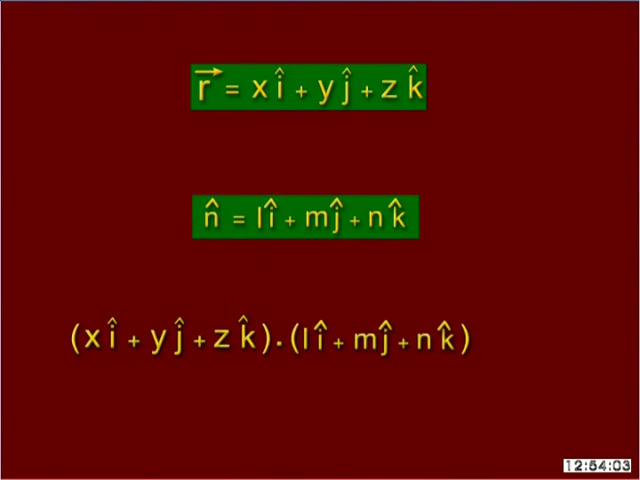 r⃗ = x î + y ĵ + z k̂
n̂ = l î + m ĵ + n k̂
(x î + y ĵ + z k̂).(l î + m ĵ + n k̂)
12:54:03